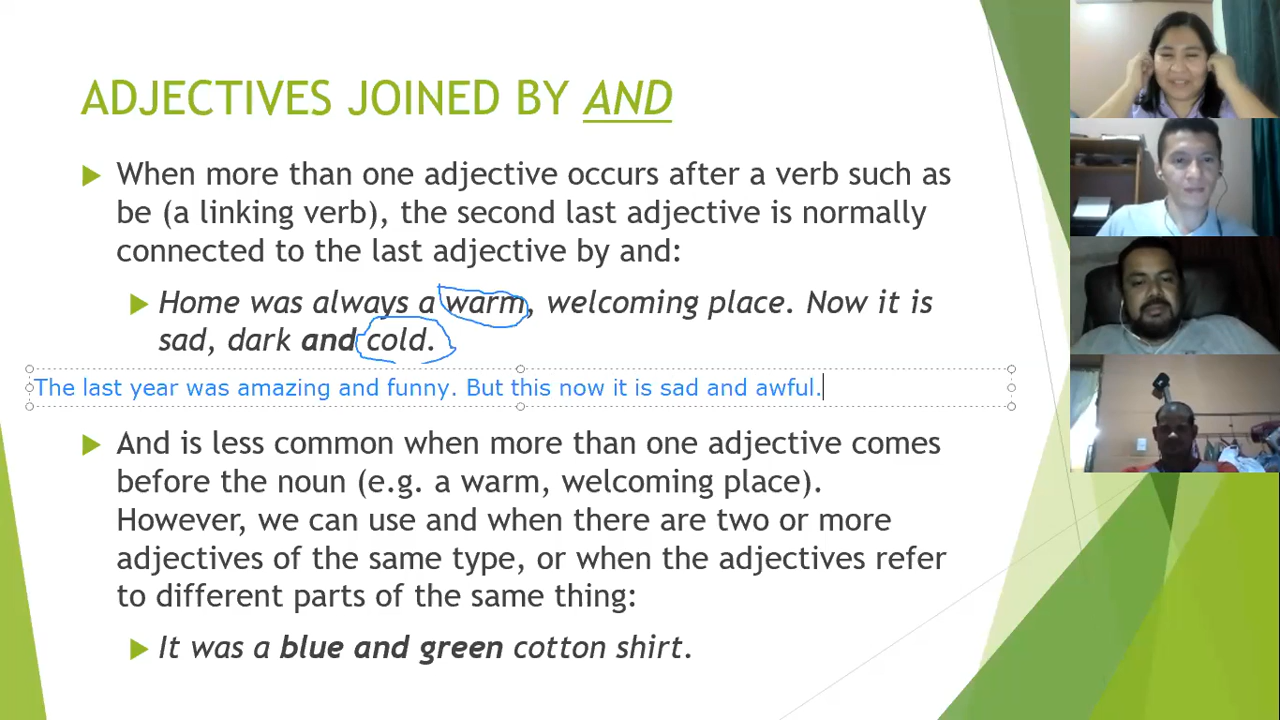 ADJECTIVES JOINED BY AND
When more than one adjective occurs after a verb such as
be (a linking verb), the second last adjective is normally
connected to the last adjective by and:
Home was always a warm, welcoming place. Now it is
sad, dark and cold.
The last year was amazing and funny. But this now it is sad and awful.
And is less common when more than one adjective comes
before the noun (e.g. a warm, welcoming place).
However, we can use and when there are two or more
adjectives of the same type, or when the adjectives refer
to different parts of the same thing:
It was a blue and green cotton shirt.